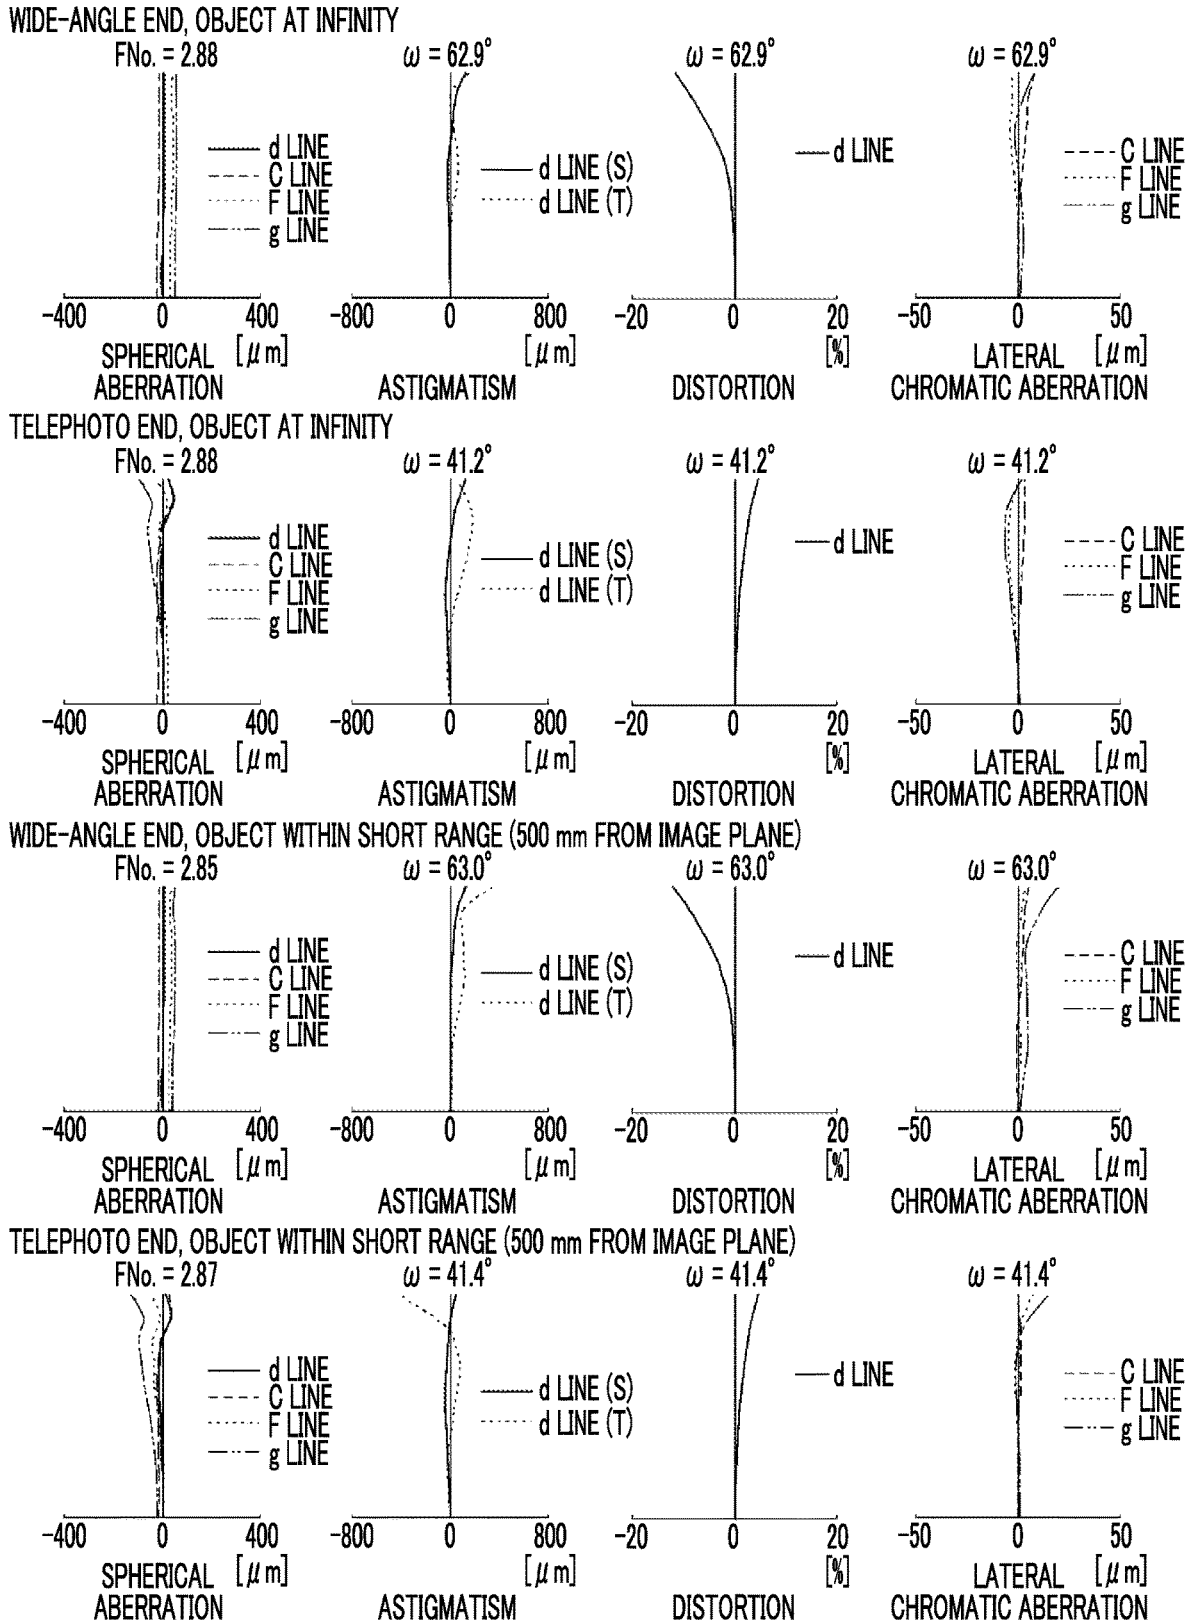 WIDE-ANGLE END, OBJECT AT INFINITY
FNo. = 2.88
ω = 62.9°
ω = 62.9°
ω = 62.9°
d LINE
C LINE
F LINE
g LINE
d LINE (S)
d LINE (T)
d LINE
C LINE
F LINE
g LINE
-400 0 400
-800 0 800
-20 0 20
-50 0 50
[μm]
[μm]
[%]
[μm]
SPHERICAL
ABERRATION
ASTIGMATISM
DISTORTION
LATERAL
CHROMATIC ABERRATION
TELEPHOTO END, OBJECT AT INFINITY
FNo. = 2.88
ω = 41.2°
ω = 41.2°
ω = 41.2°
d LINE
C LINE
F LINE
g LINE
d LINE (S)
d LINE (T)
d LINE
C LINE
F LINE
g LINE
-400 0 400
-800 0 800
-20 0 20
-50 0 50
[μm]
[μm]
[%]
[μm]
SPHERICAL
ABERRATION
ASTIGMATISM
DISTORTION
LATERAL
CHROMATIC ABERRATION
WIDE-ANGLE END, OBJECT WITHIN SHORT RANGE (500 mm FROM IMAGE PLANE)
FNo. = 2.85
ω = 63.0°
ω = 63.0°
ω = 63.0°
d LINE
C LINE
F LINE
g LINE
d LINE (S)
d LINE (T)
d LINE
C LINE
F LINE
g LINE
-400 0 400
-800 0 800
-20 0 20
-50 0 50
[μm]
[μm]
[%]
[μm]
SPHERICAL
ABERRATION
ASTIGMATISM
DISTORTION
LATERAL
CHROMATIC ABERRATION
TELEPHOTO END, OBJECT WITHIN SHORT RANGE (500 mm FROM IMAGE PLANE)
FNo. = 2.87
ω = 41.4°
ω = 41.4°
ω = 41.4°
d LINE
C LINE
F LINE
g LINE
d LINE (S)
d LINE (T)
d LINE
C LINE
F LINE
g LINE
-400 0 400
-800 0 800
-20 0 20
-50 0 50
[μm]
[μm]
[%]
[μm]
SPHERICAL
ABERRATION
ASTIGMATISM
DISTORTION
LATERAL
CHROMATIC ABERRATION